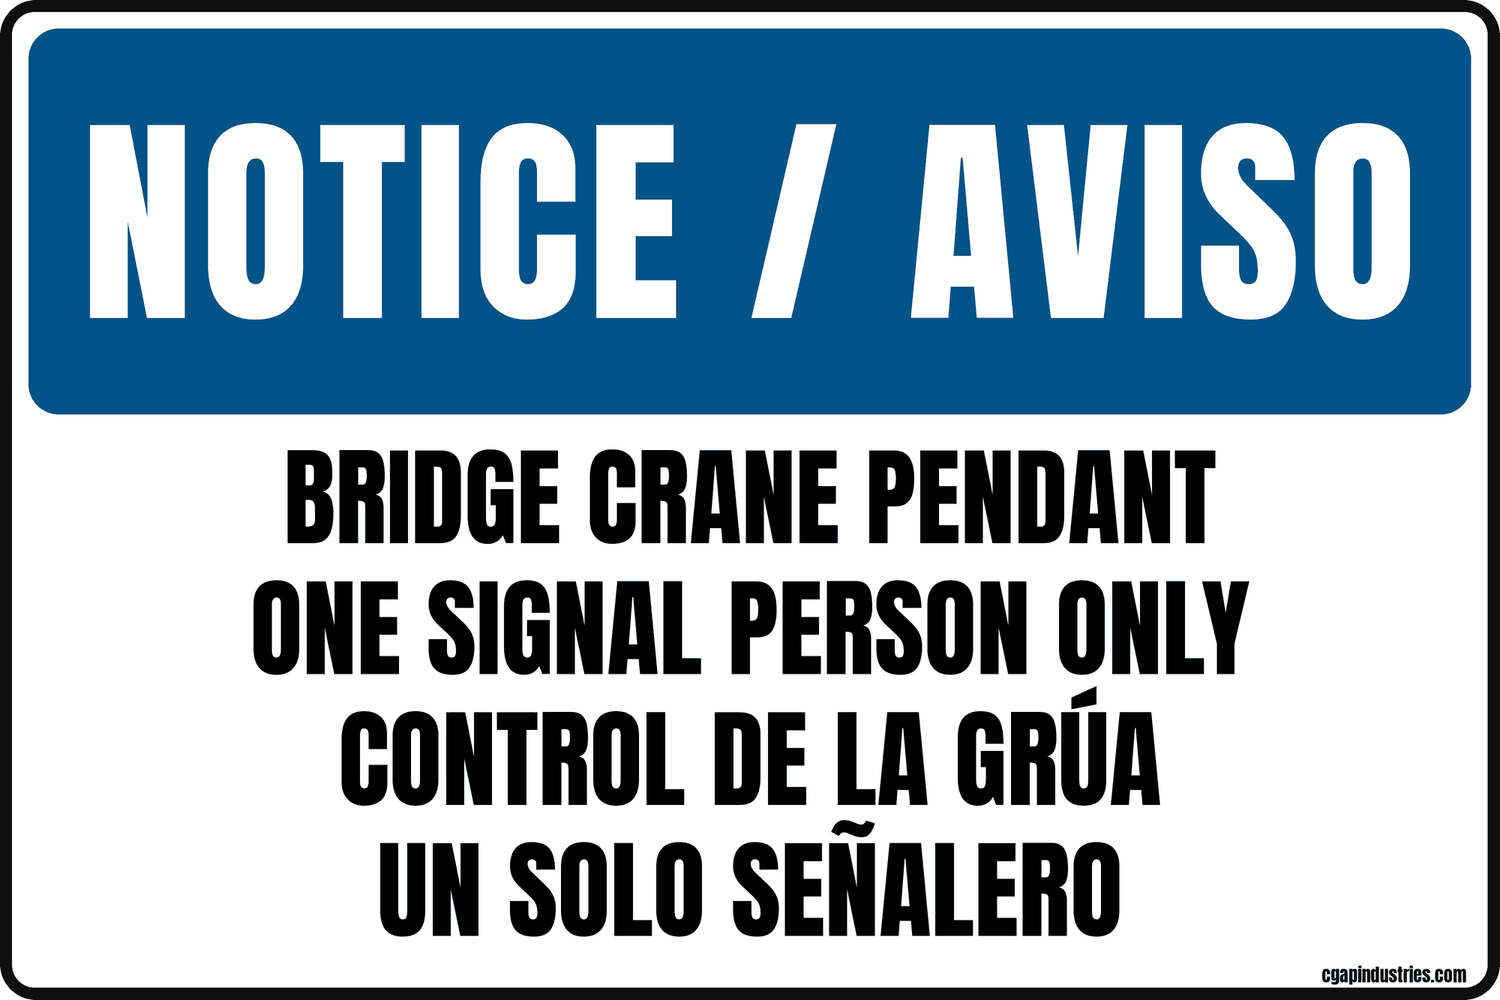 NOTICE / AVISO
BRIDGE CRANE PENDANT
ONE SIGNAL PERSON ONLY
CONTROL DE LA GRÚA
UN SOLO SEÑALERO
cgapindustries.com